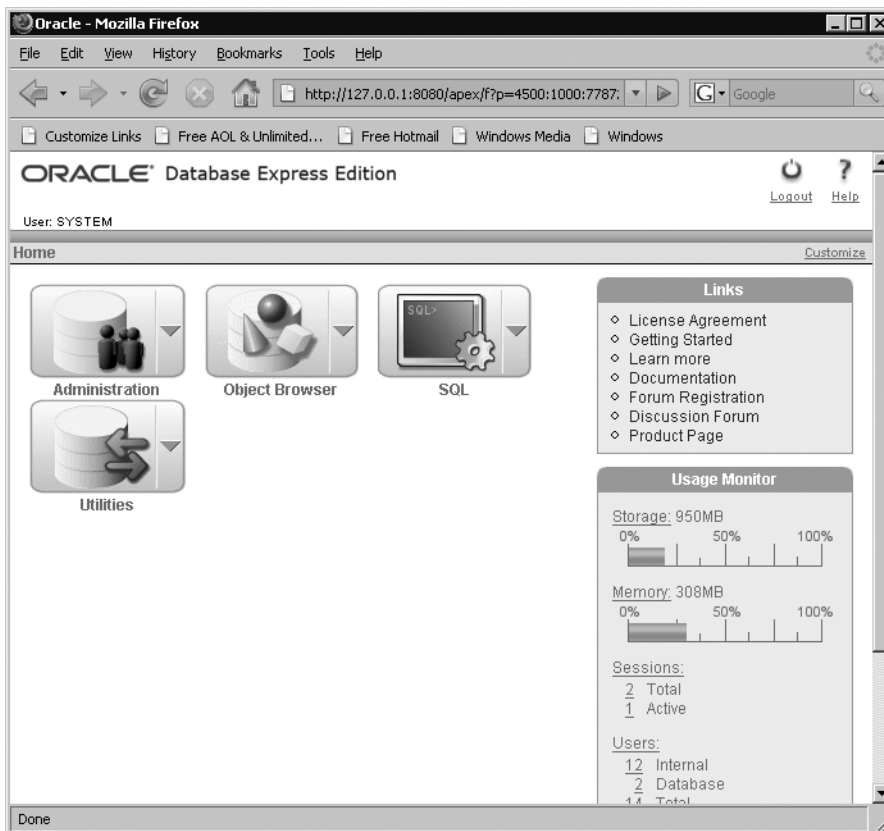 Oracle - Mozilla Firefox
File Edit View History Bookmarks Tools Help
http://127.0.0.1:8080/apex/f?p=4500:1000:7787: G Google
Customize Links Free AOL & Unlimited... Free Hotmail Windows Media Windows
ORACLE® Database Express Edition
Logout Help
User: SYSTEM
Home Customize
SQL>
Administration Object Browser SQL
Utilities
Links
License Agreement
Getting Started
Learn more
Documentation
Forum Registration
Discussion Forum
Product Page
Usage Monitor
Storage: 950MB
0% 50% 100%
Memory: 308MB
0% 50% 100%
Sessions:
2 Total
1 Active
Users:
12 Internal
2 Database
14 Total
Done